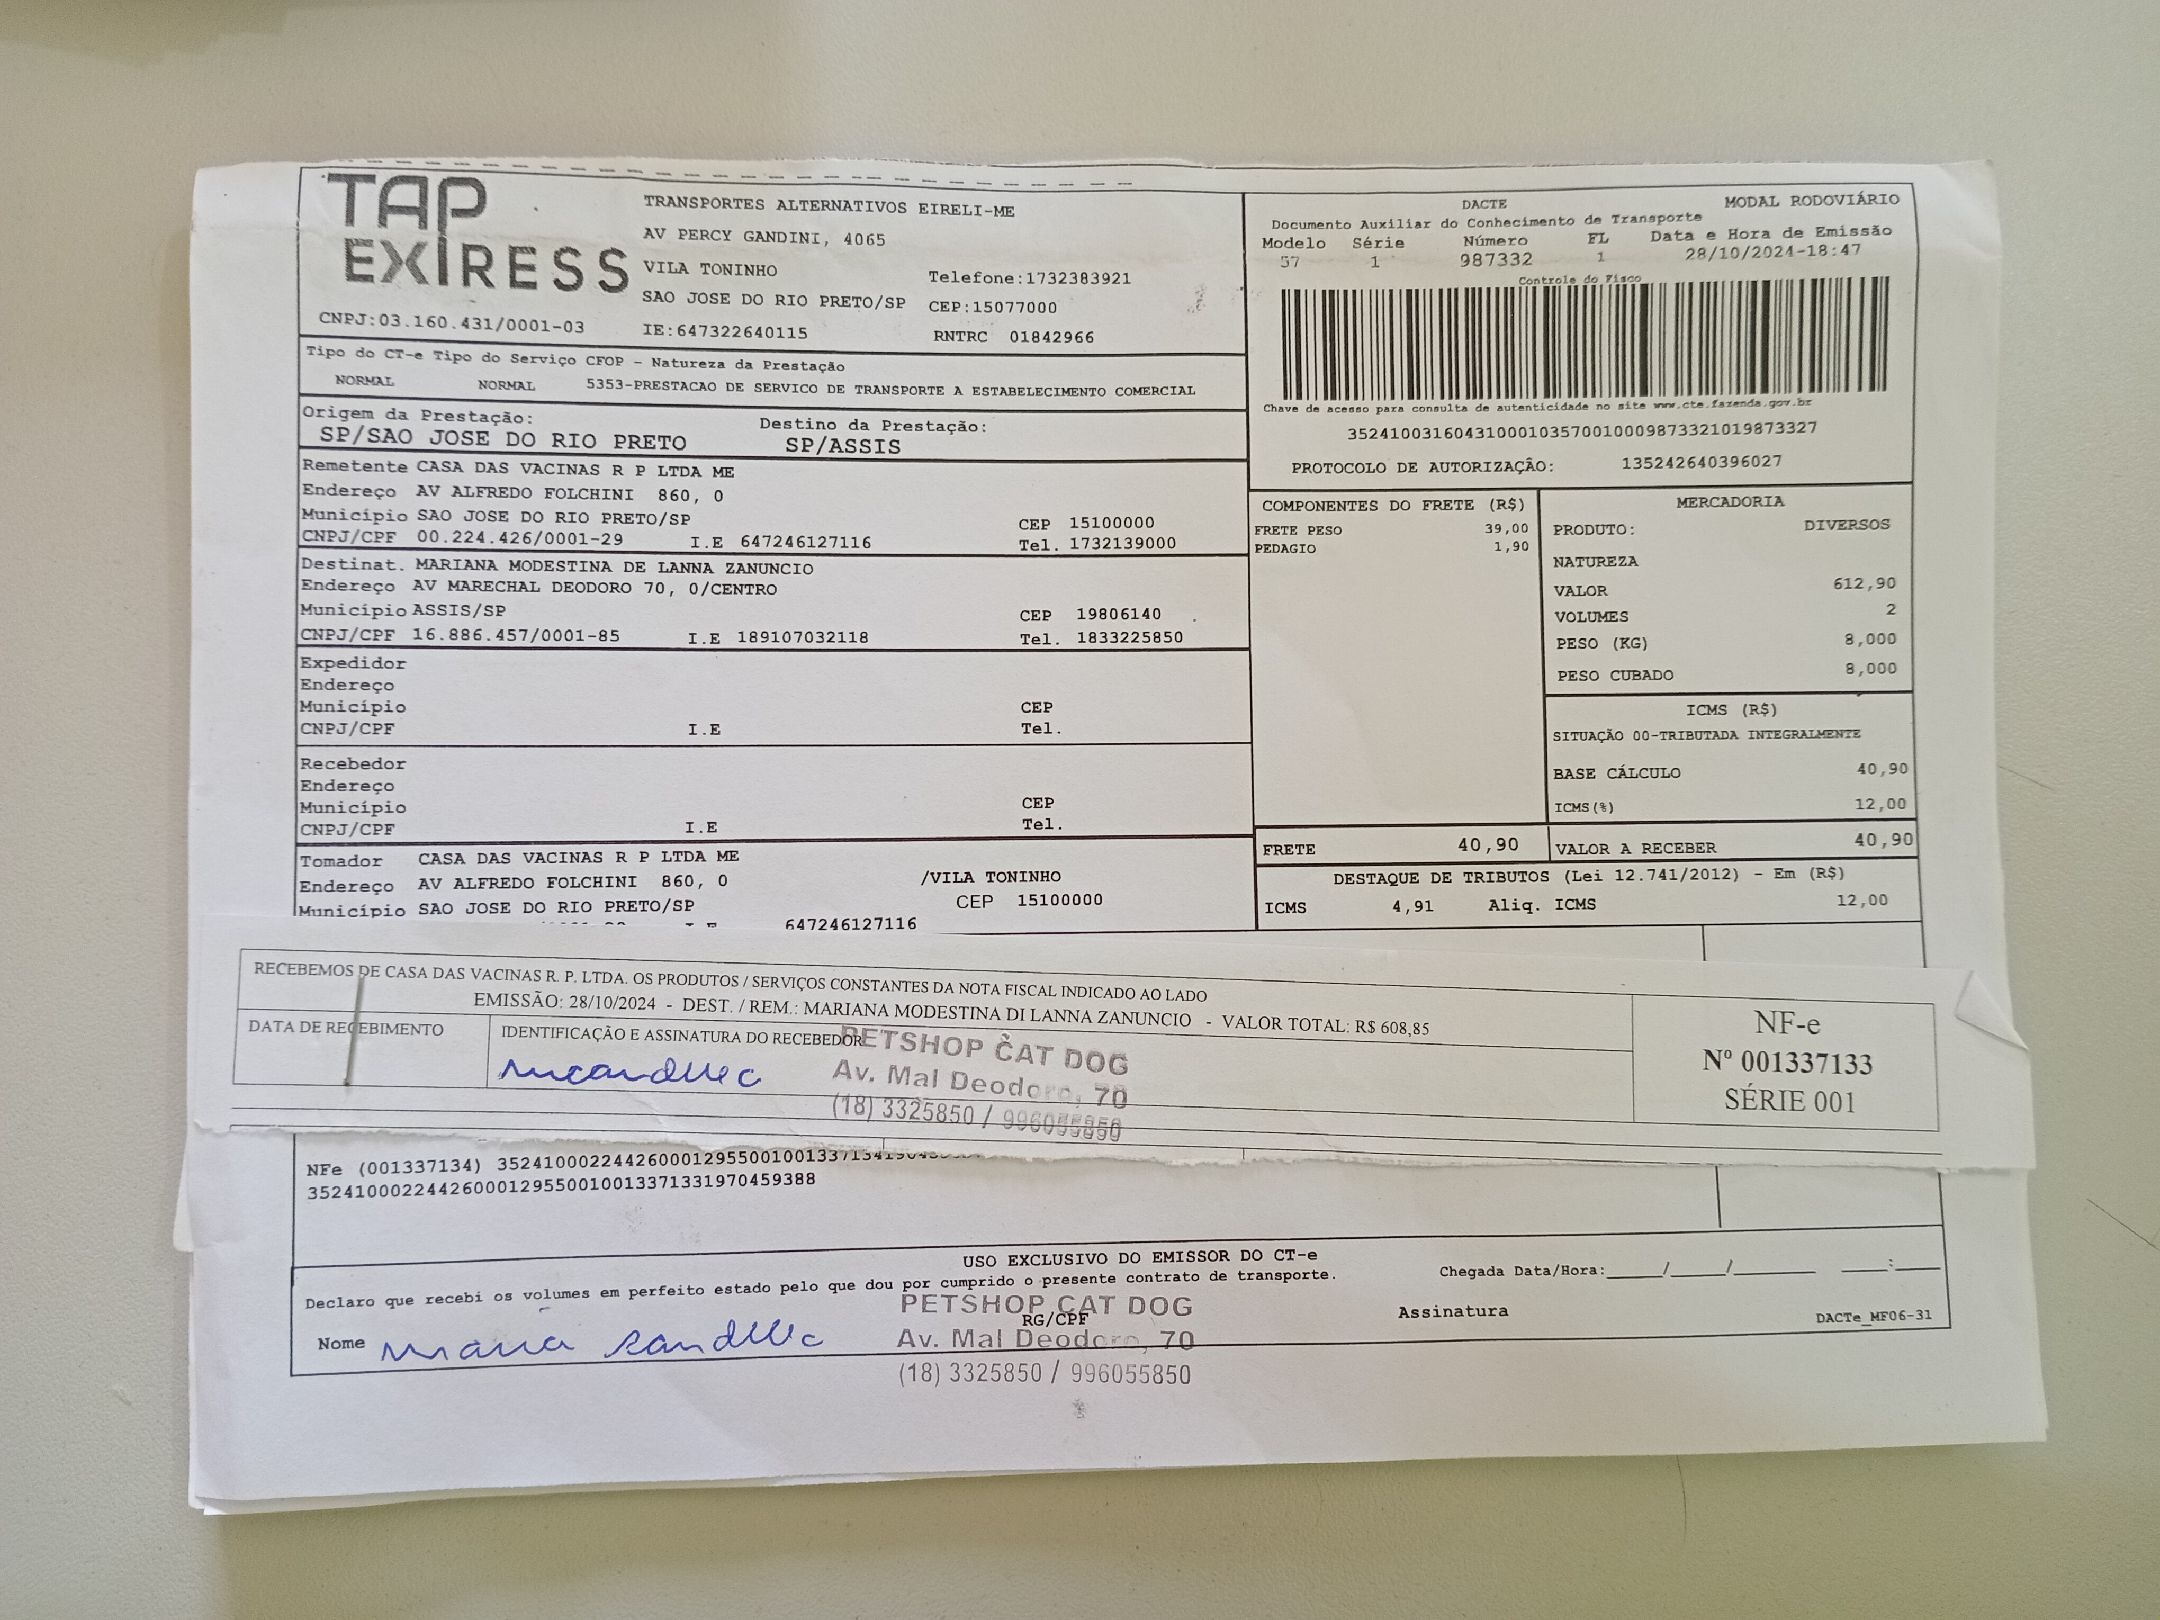 TAP
EXIRESS
CNPJ:03.160.431/0001-03
TRANSPORTES ALTERNATIVOS EIRELI-ME
AV PERCY GANDINI, 4065
VILA TONINHO Telefone:1732383921
SAO JOSE DO RIO PRETO/SP CEP:15077000
IE:647322640115 RNTRC 01842966
DACTE MODAL RODOVIÁRIO
Documento Auxiliar do Conhecimento de Transporte
Modelo Série Número FL Data e Hora de Emissão
57 1 987332 1 28/10/2024-18:47
Controle do Fisco
Chave de acesso para consulta de autenticidade no site www.cte.fazenda.gov.br
35241003160431000103570010009873321019873327
PROTOCOLO DE AUTORIZAÇÃO: 135242640396027
Tipo do CT-e Tipo do Serviço CFOP - Natureza da Prestação
NORMAL NORMAL 5353-PRESTACAO DE SERVICO DE TRANSPORTE A ESTABELECIMENTO COMERCIAL
Origem da Prestação: Destino da Prestação:
SP/SAO JOSE DO RIO PRETO SP/ASSIS
Remetente CASA DAS VACINAS R P LTDA ME
Endereço AV ALFREDO FOLCHINI 860, 0
Município SAO JOSE DO RIO PRETO/SP CEP 15100000
CNPJ/CPF 00.224.426/0001-29 I.E 647246127116 Tel. 1732139000
Destinat. MARIANA MODESTINA DE LANNA ZANUNCIO
Endereço AV MARECHAL DEODORO 70, 0/CENTRO
Município ASSIS/SP CEP 19806140
CNPJ/CPF 16.886.457/0001-85 I.E 189107032118 Tel. 1833225850
Expedidor
Endereço
Município CEP
CNPJ/CPF I.E Tel.
Recebedor
Endereço
Município CEP
CNPJ/CPF I.E Tel.
Tomador CASA DAS VACINAS R P LTDA ME
Endereço AV ALFREDO FOLCHINI 860, 0 /VILA TONINHO
Município SAO JOSE DO RIO PRETO/SP CEP 15100000
647246127116
COMPONENTES DO FRETE (R$)
FRETE PESO 39,00
PEDAGIO 1,90
MERCADORIA
PRODUTO: DIVERSOS
NATUREZA
VALOR 612,90
VOLUMES 2
PESO (KG) 8,000
PESO CUBADO 8,000
ICMS (R$)
SITUAÇÃO 00-TRIBUTADA INTEGRALMENTE
BASE CÁLCULO 40,90
ICMS(%) 12,00
FRETE 40,90 VALOR A RECEBER 40,90
DESTAQUE DE TRIBUTOS (Lei 12.741/2012) - Em (R$)
ICMS 4,91 Aliq. ICMS 12,00
RECEBEMOS DE CASA DAS VACINAS R. P. LTDA. OS PRODUTOS / SERVIÇOS CONSTANTES DA NOTA FISCAL INDICADO AO LADO
EMISSÃO: 28/10/2024 - DEST. / REM.: MARIANA MODESTINA DI LANNA ZANUNCIO - VALOR TOTAL: R$ 608,85
DATA DE RECEBIMENTO IDENTIFICAÇÃO E ASSINATURA DO RECEBEDOR
PETSHOP CAT DOG
Av. Mal Deodoro, 70
(18) 3325850 / 996055850
NF-e
Nº 001337133
SÉRIE 001
NFe (001337134)
35241000224426000129550010013371331970459388
USO EXCLUSIVO DO EMISSOR DO CT-e
Declaro que recebi os volumes em perfeito estado pelo que dou por cumprido o presente contrato de transporte. Chegada Data/Hora:____/____/______ ___:___
PETSHOP CAT DOG
RG/CPF Assinatura
Av. Mal Deodoro, 70
Nome Maria DACTe_MF06-31
(18) 3325850 / 996055850